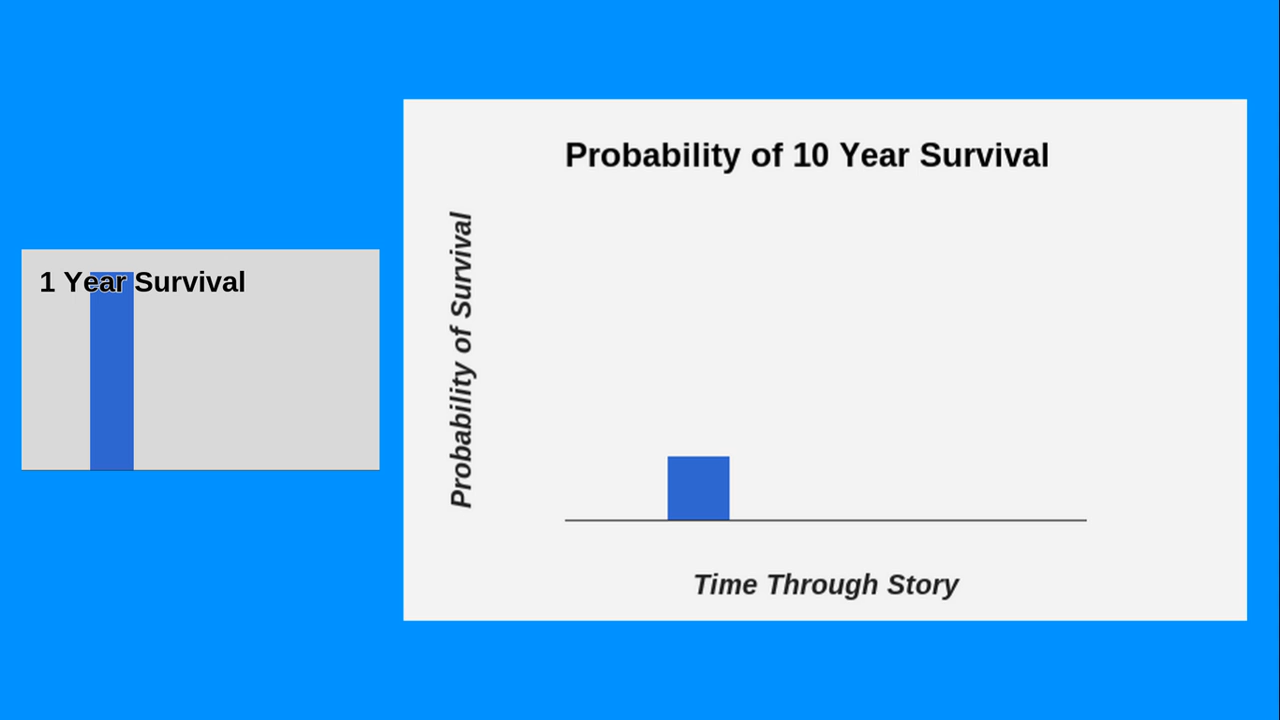 1 Year Survival
Probability of 10 Year Survival
Probability of Survival
Time Through Story